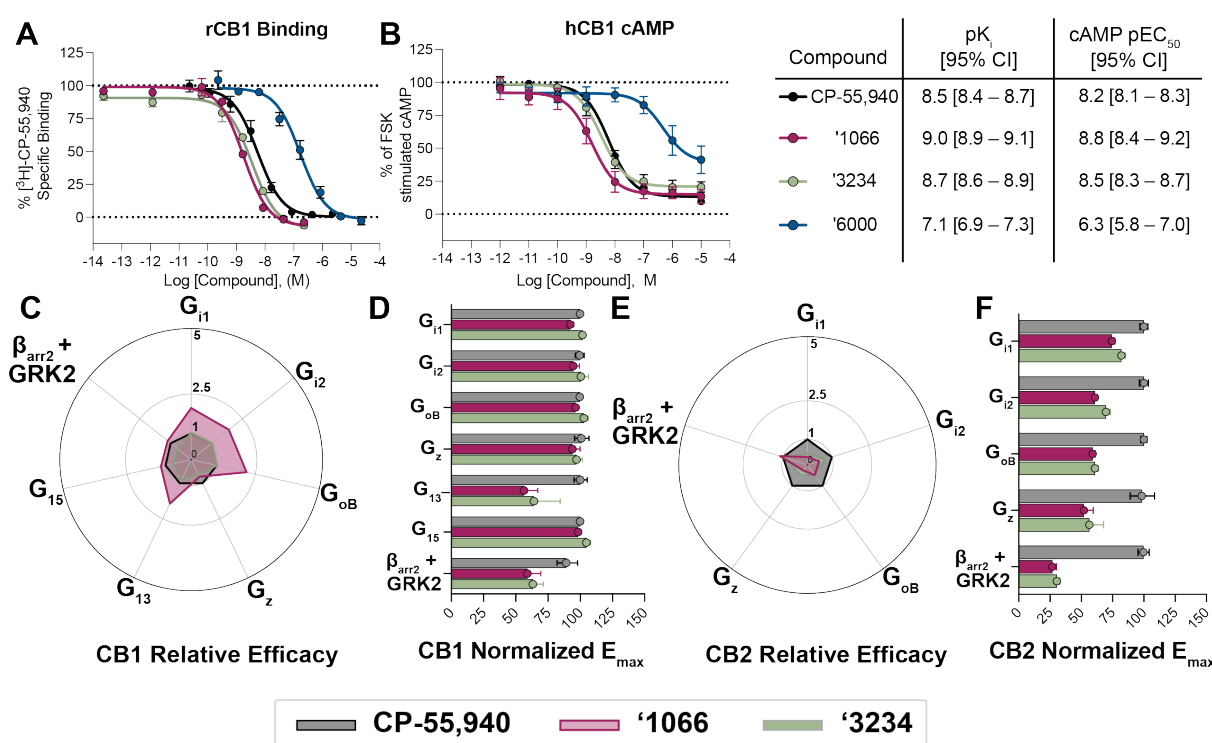 A
rCB1 Binding
% [³H]-CP-55,940
Specific Binding
125
100
75
50
25
0
-14 -13 -12 -11 -10 -9 -8 -7 -6 -5 -4
Log [Compound], (M)
B
hCB1 cAMP
% of FSK
stimulated cAMP
125
100
75
50
25
0
-14 -13 -12 -11 -10 -9 -8 -7 -6 -5 -4
Log [Compound], M
Compound pKᵢ [95% CI] cAMP pEC₅₀ [95% CI]
CP-55,940 8.5 [8.4 – 8.7] 8.2 [8.1 – 8.3]
'1066 9.0 [8.9 – 9.1] 8.8 [8.4 – 9.2]
'3234 8.7 [8.6 – 8.9] 8.5 [8.3 – 8.7]
'6000 7.1 [6.9 – 7.3] 6.3 [5.8 – 7.0]
C
Gi1
5
2.5
1
0
Gi2
GoB
Gz
G13
G15
βarr2 +
GRK2
CB1 Relative Efficacy
D
Gi1
Gi2
GoB
Gz
G13
G15
βarr2 +
GRK2
0 25 50 75 100 125 150
CB1 Normalized Emax
E
Gi1
5
2.5
1
0
Gi2
GoB
Gz
βarr2 +
GRK2
CB2 Relative Efficacy
F
Gi1
Gi2
GoB
Gz
βarr2 +
GRK2
0 25 50 75 100 125 150
CB2 Normalized Emax
CP-55,940 ‘1066 ‘3234